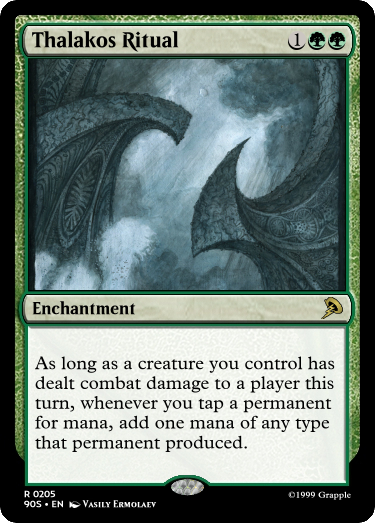 Thalakos Ritual 1
Enchantment
As long as a creature you control has
dealt combat damage to a player this
turn, whenever you tap a permanent
for mana, add one mana of any type
that permanent produced.
R 0205
90S • EN Vasily Ermolaev
©1999 Grapple